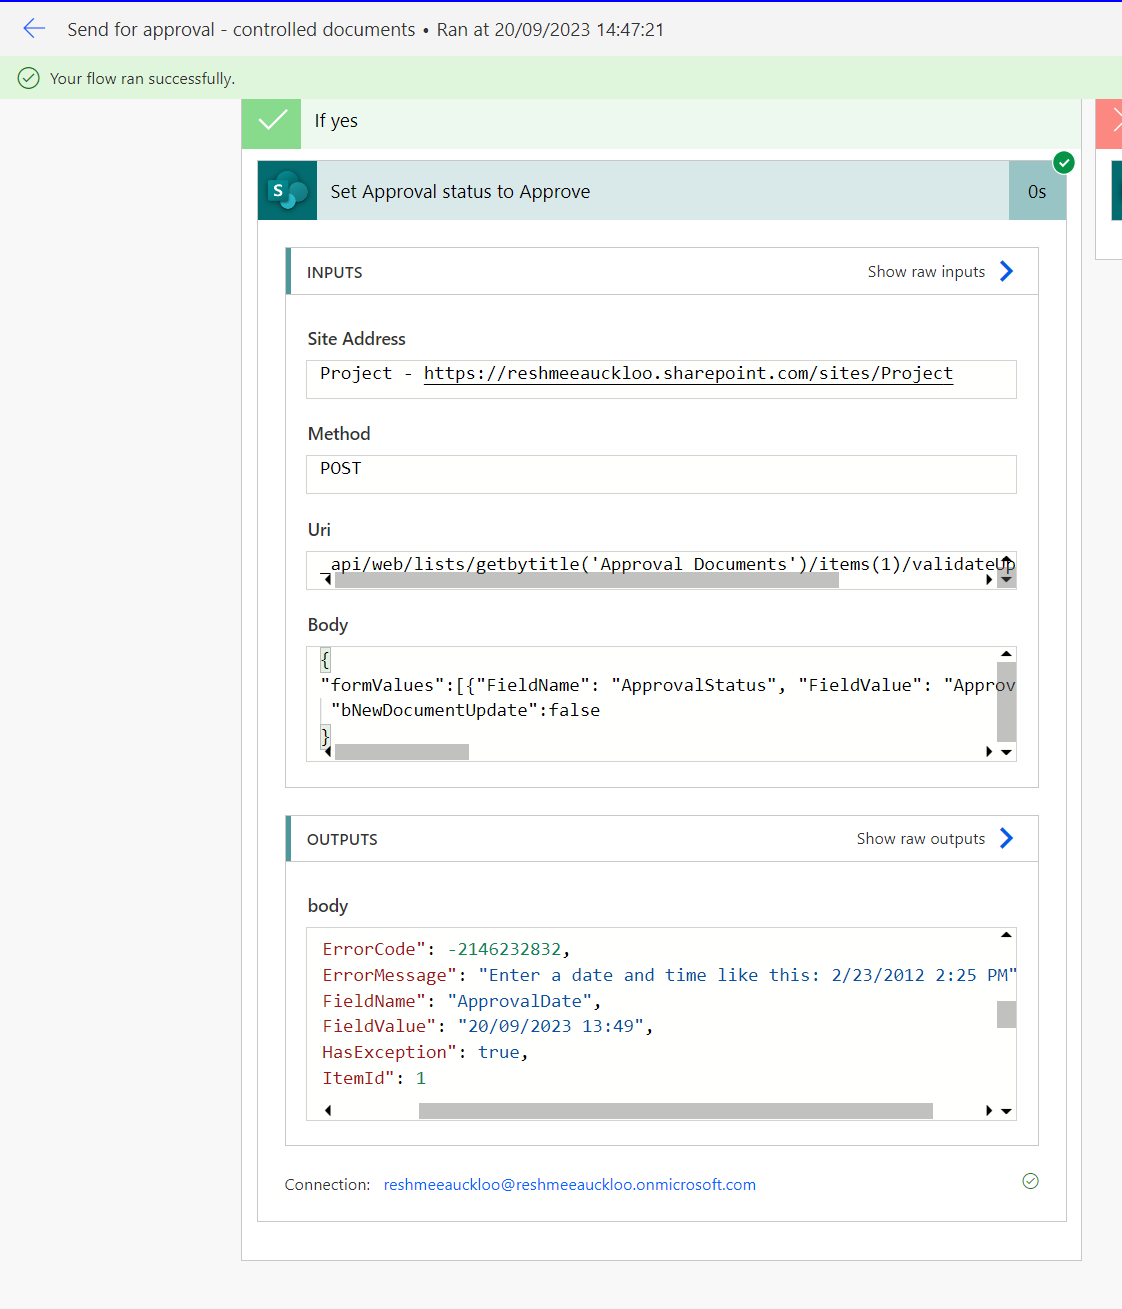 Send for approval - controlled documents • Ran at 20/09/2023 14:47:21
Your flow ran successfully.
If yes
S
Set Approval status to Approve
0s
INPUTS
Show raw inputs
Site Address
Project - https://reshmeeauckloo.sharepoint.com/sites/Project
Method
POST
Uri
_api/web/lists/getbytitle('Approval Documents')/items(1)/validateUp
Body
{
"formValues":[{"FieldName": "ApprovalStatus", "FieldValue": "Approv
"bNewDocumentUpdate":false
}
OUTPUTS
Show raw outputs
body
ErrorCode": -2146232832,
ErrorMessage": "Enter a date and time like this: 2/23/2012 2:25 PM"
FieldName": "ApprovalDate",
FieldValue": "20/09/2023 13:49",
HasException": true,
ItemId": 1
Connection: reshmeeauckloo@reshmeeauckloo.onmicrosoft.com